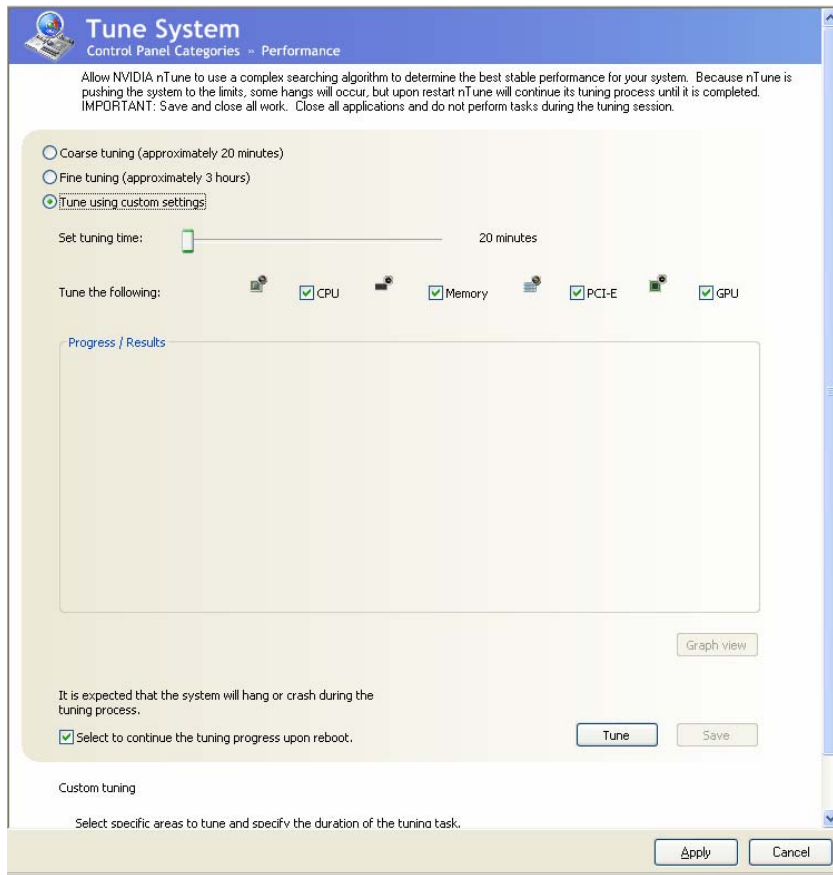 Tune System
Control Panel Categories - Performance
Allow NVIDIA nTune to use a complex searching algorithm to determine the best stable performance for your system. Because nTune is
pushing the system to the limits, some hangs will occur, but upon restart nTune will continue its tuning process until it is completed.
IMPORTANT: Save and close all work. Close all applications and do not perform tasks during the tuning session.
Coarse tuning (approximately 20 minutes)
Fine tuning (approximately 3 hours)
Tune using custom settings
Set tuning time: 20 minutes
Tune the following: CPU Memory PCI-E GPU
Progress / Results
Graph view
It is expected that the system will hang or crash during the
tuning process.
Select to continue the tuning progress upon reboot.
Tune Save
Custom tuning
Select specific areas to tune and specify the duration of the tuning task.
Apply Cancel